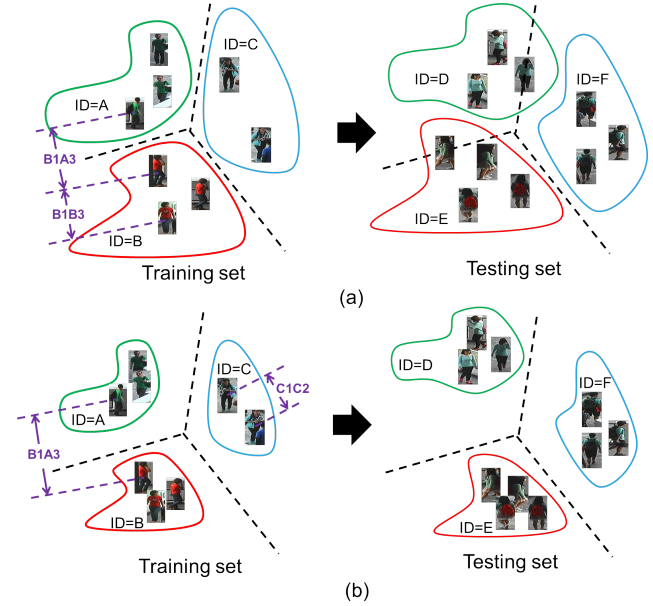 ID=C
ID=A
B1A3
B1B3
ID=B
Training set
ID=D
ID=F
ID=E
Testing set
(a)
ID=C
C1C2
ID=A
B1A3
ID=B
Training set
ID=D
ID=F
ID=E
Testing set
(b)